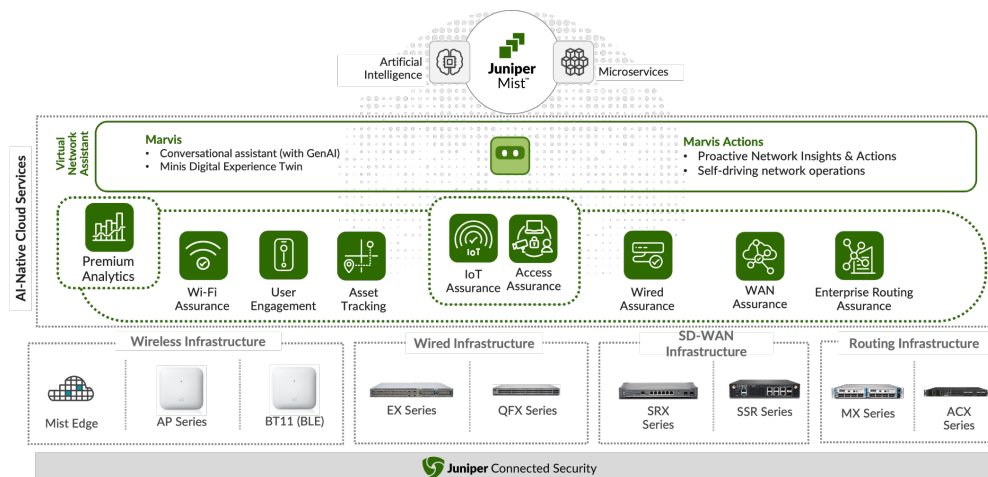 Artificial
Intelligence
Juniper
Mist™
Microservices
AI-Native Cloud Services
Virtual
Network
Assistant
Marvis
• Conversational assistant (with GenAI)
• Minis Digital Experience Twin
Marvis Actions
• Proactive Network Insights & Actions
• Self-driving network operations
Premium
Analytics
Wi-Fi
Assurance
User
Engagement
Asset
Tracking
IoT
IoT
Assurance
Access
Assurance
Wired
Assurance
WAN
Assurance
Enterprise Routing
Assurance
Wireless Infrastructure
Mist Edge
AP Series
BT11 (BLE)
Wired Infrastructure
EX Series
QFX Series
SD-WAN
Infrastructure
SRX
Series
SSR Series
Routing Infrastructure
MX Series
ACX
Series
Juniper Connected Security